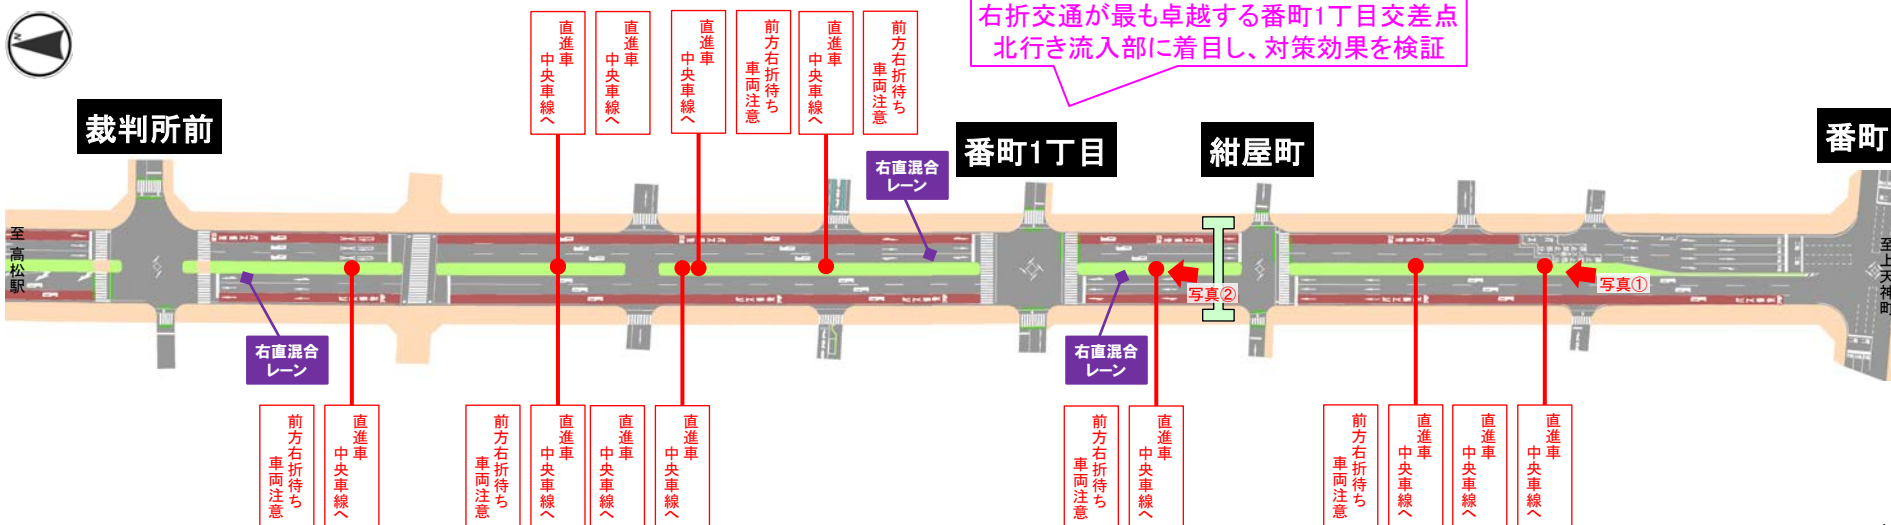 N
右折交通が最も卓越する番町1丁目交差点
北行き流入部に着目し、対策効果を検証
直進車
中央車線へ
直進車
中央車線へ
直進車
中央車線へ
前方右折待ち
車両注意
直進車
中央車線へ
前方右折待ち
車両注意
裁判所前
番町1丁目
紺屋町
番町
右直混合
レーン
至 高松駅
至上天神町
写真②
写真①
右直混合
レーン
右直混合
レーン
前方右折待ち
車両注意
直進車
中央車線へ
前方右折待ち
車両注意
直進車
中央車線へ
直進車
中央車線へ
直進車
中央車線へ
前方右折待ち
車両注意
直進車
中央車線へ
前方右折待ち
車両注意
直進車
中央車線へ
直進車
中央車線へ
直進車
中央車線へ